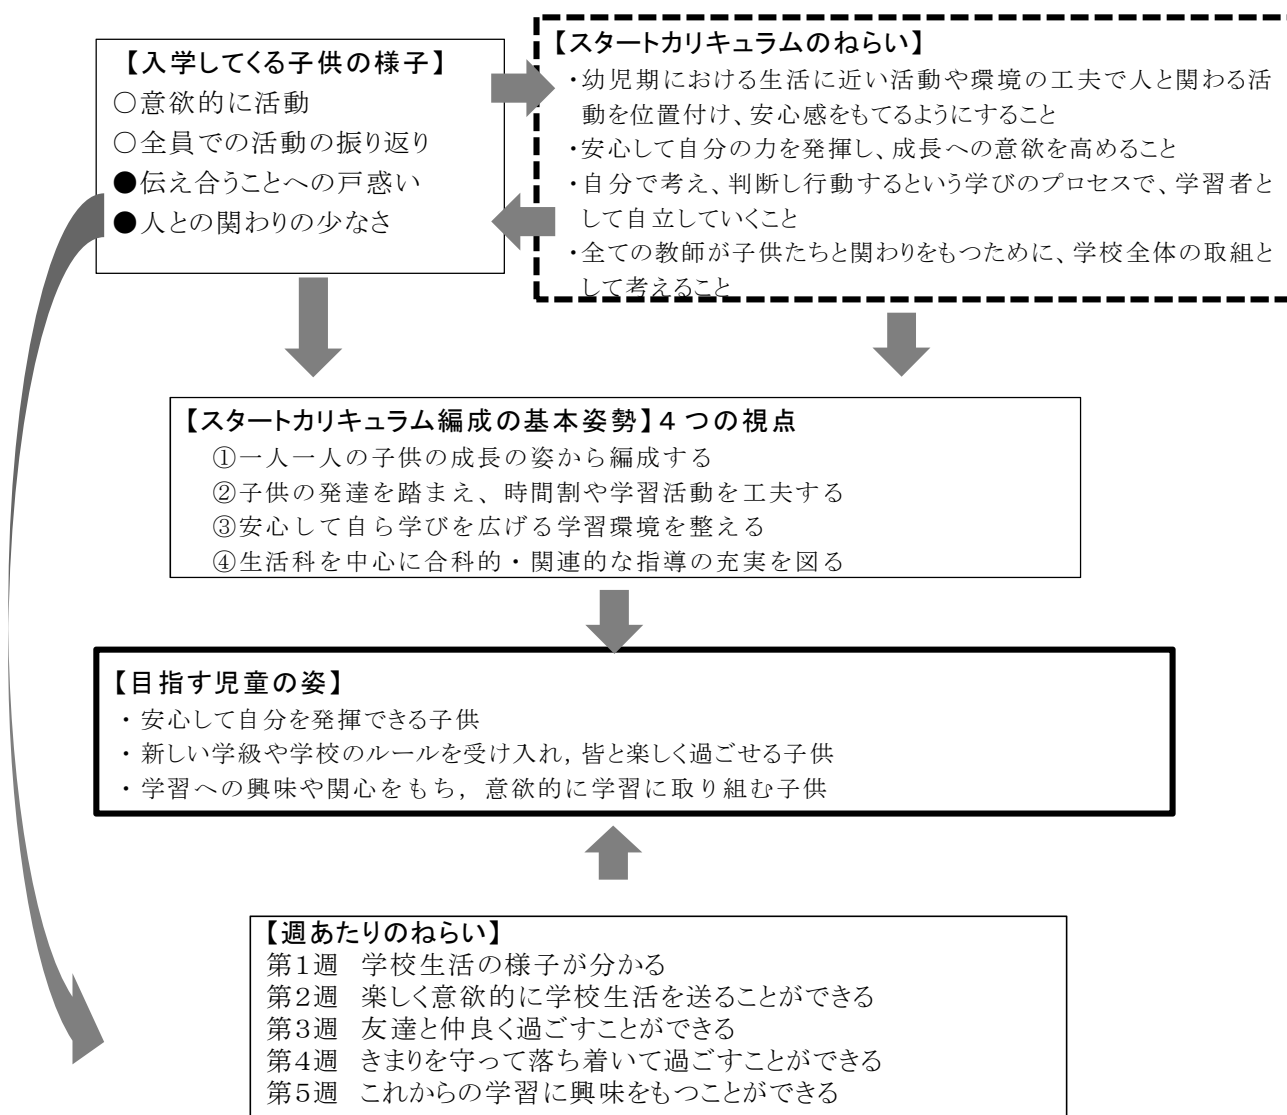 【入学してくる子供の様子】
○意欲的に活動
○全員での活動の振り返り
●伝え合うことへの戸惑い
●人との関わりの少なさ
【スタートカリキュラムのねらい】
・幼児期における生活に近い活動や環境の工夫で人と関わる活
動を位置付け、安心感をもてるようにすること
・安心して自分の力を発揮し、成長への意欲を高めること
・自分で考え、判断し行動するという学びのプロセスで、学習者と
して自立していくこと
・全ての教師が子供たちと関わりをもつために、学校全体の取組と
して考えること
【スタートカリキュラム編成の基本姿勢】4つの視点
①一人一人の子供の成長の姿から編成する
②子供の発達を踏まえ、時間割や学習活動を工夫する
③安心して自ら学びを広げる学習環境を整える
④生活科を中心に合科的・関連的な指導の充実を図る
【目指す児童の姿】
・安心して自分を発揮できる子供
・新しい学級や学校のルールを受け入れ,皆と楽しく過ごせる子供
・学習への興味や関心をもち,意欲的に学習に取り組む子供
【週あたりのねらい】
第1週 学校生活の様子が分かる
第2週 楽しく意欲的に学校生活を送ることができる
第3週 友達と仲良く過ごすことができる
第4週 きまりを守って落ち着いて過ごすことができる
第5週 これからの学習に興味をもつことができる